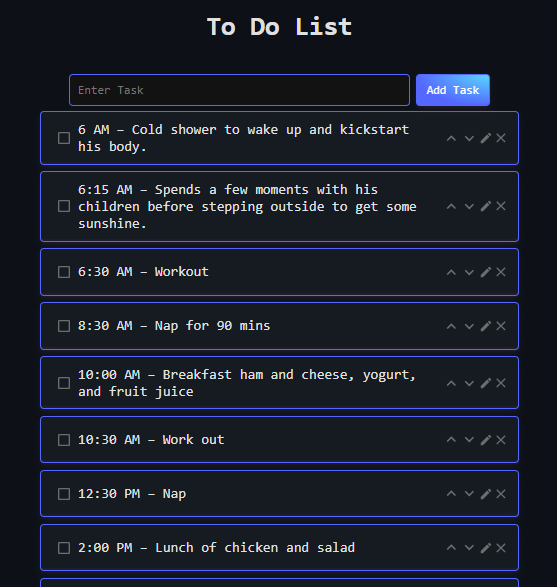 To Do List
Enter Task
Add Task
6 AM – Cold shower to wake up and kickstart
his body.
6:15 AM – Spends a few moments with his
children before stepping outside to get some
sunshine.
6:30 AM – Workout
8:30 AM – Nap for 90 mins
10:00 AM – Breakfast ham and cheese, yogurt,
and fruit juice
10:30 AM – Work out
12:30 PM – Nap
2:00 PM – Lunch of chicken and salad